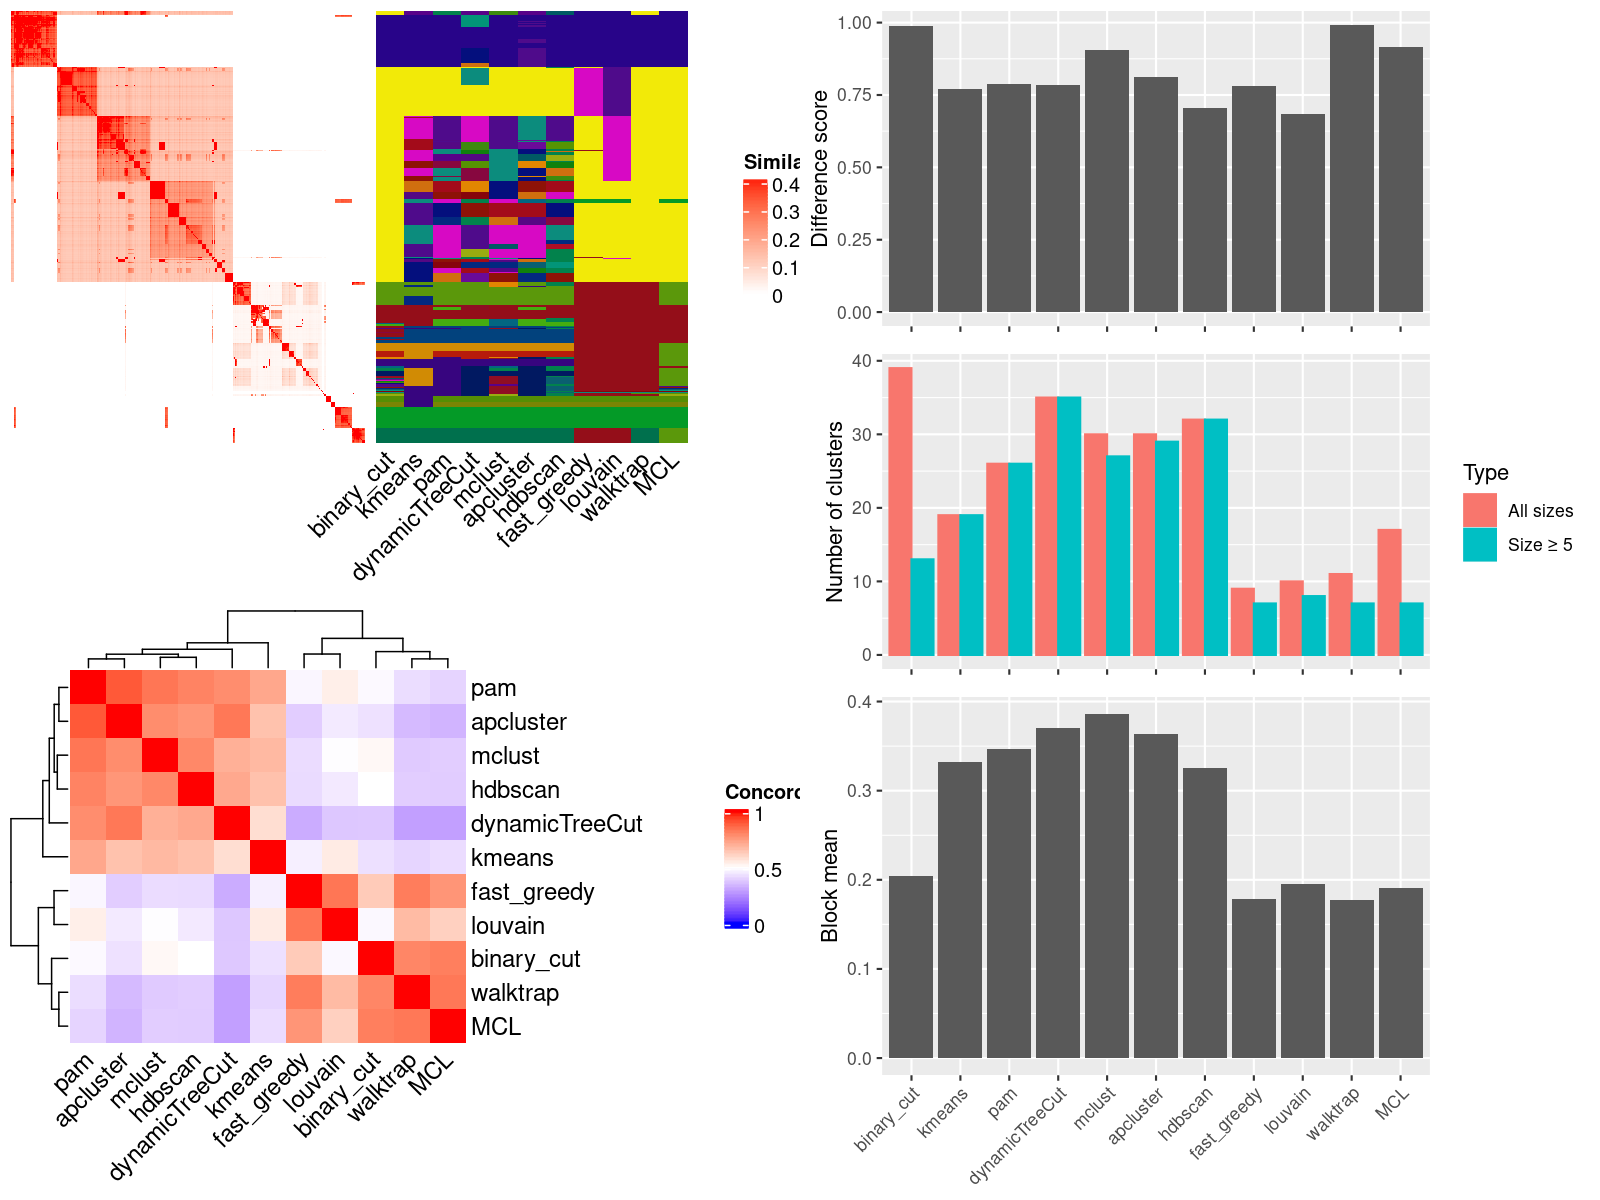 Simila
0.4
0.3
0.2
0.1
0
binary_cut
kmeans
pam
dynamicTreeCut
mclust
apcluster
hdbscan
fast_greedy
louvain
walktrap
MCL
pam
apcluster
mclust
hdbscan
dynamicTreeCut
kmeans
fast_greedy
louvain
binary_cut
walktrap
MCL
Concord
1
0.5
0
pam
apcluster
mclust
hdbscan
dynamicTreeCut
kmeans
fast_greedy
louvain
binary_cut
walktrap
MCL
Difference score
1.00
0.75
0.50
0.25
0.00
Number of clusters
40
30
20
10
0
Type
All sizes
Size ≥ 5
Block mean
0.4
0.3
0.2
0.1
0.0
binary_cut
kmeans
pam
dynamicTreeCut
mclust
apcluster
hdbscan
fast_greedy
louvain
walktrap
MCL